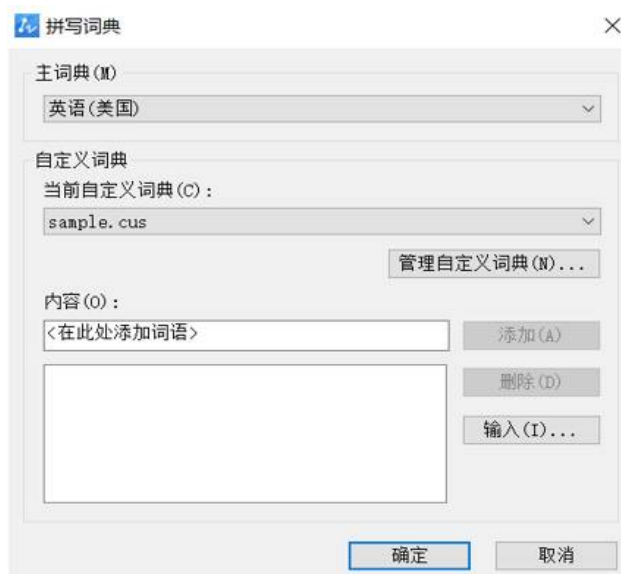 拼写词典
主词典(M)
英语(美国)
自定义词典
当前自定义词典(C):
sample.cus
管理自定义词典(N)...
内容(O):
<在此处添加词语>
添加(A)
删除(D)
输入(I)...
确定
取消